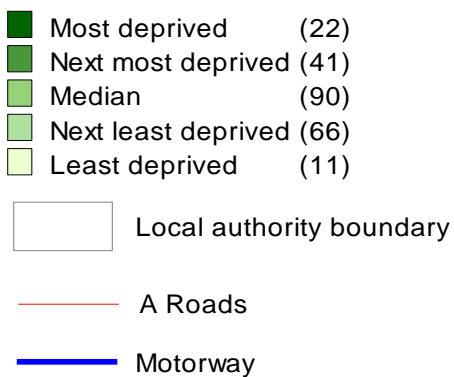 Most deprived (22)
Next most deprived (41)
Median (90)
Next least deprived (66)
Least deprived (11)
Local authority boundary
A Roads
Motorway